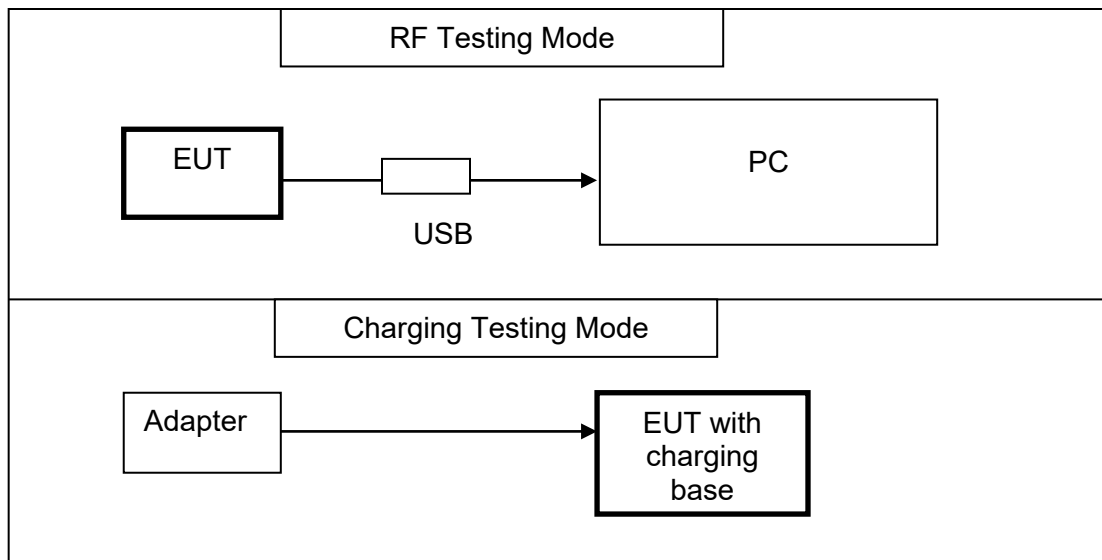 RF Testing Mode
EUT
PC
USB
Charging Testing Mode
Adapter
EUT with
charging
base